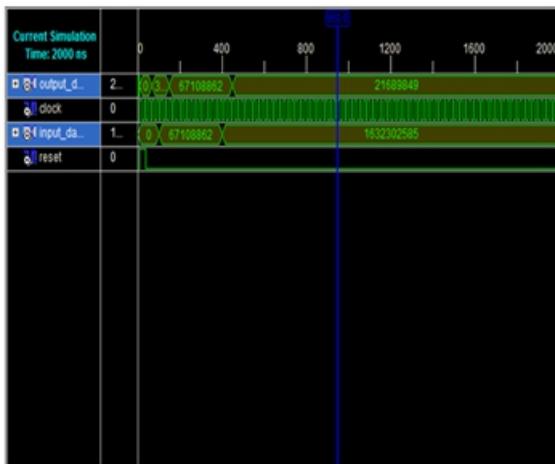 Current Simulation
Time: 2000 ns
0 400 800 1200 1600 2000
output_d... 2... 0 3... 67108862 21689849
clock 0
input_da... 1... 0 67108862 1632302585
reset 0